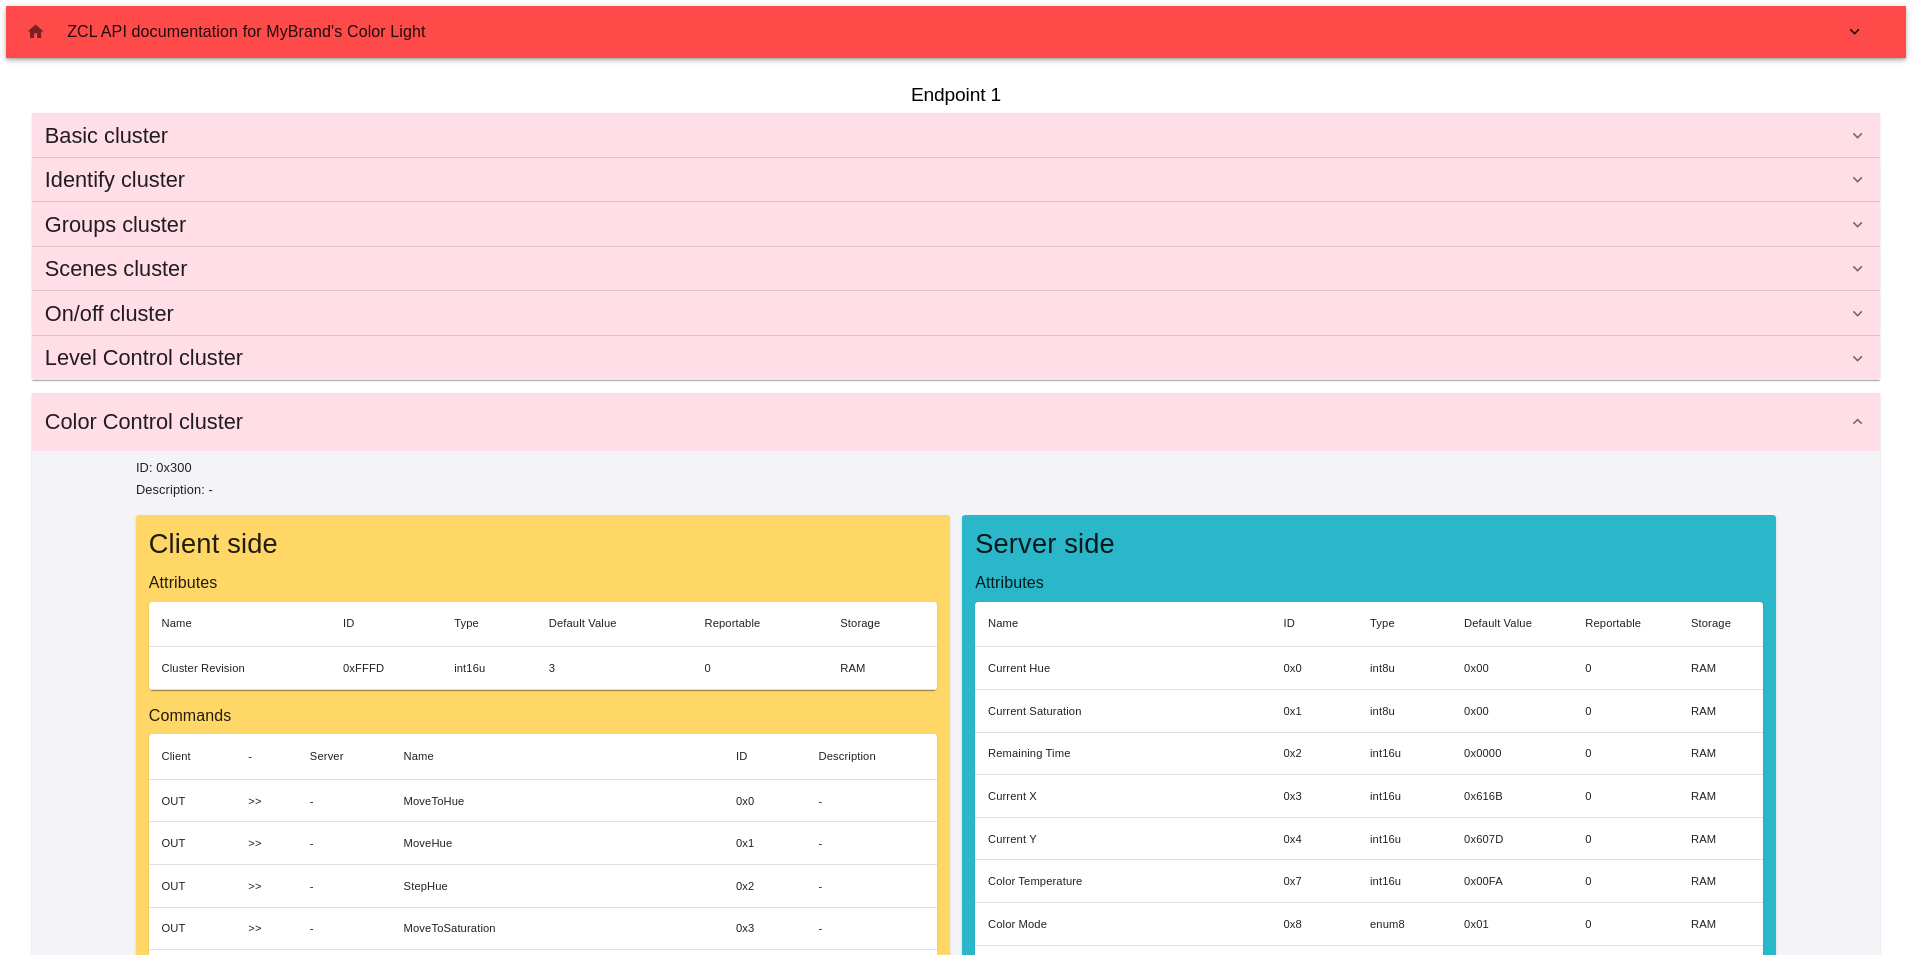 ZCL API documentation for MyBrand's Color Light
Endpoint 1
Basic cluster
Identify cluster
Groups cluster
Scenes cluster
On/off cluster
Level Control cluster
Color Control cluster
ID: 0x300
Description: -
Client side
Attributes
Name ID Type Default Value Reportable Storage
Cluster Revision 0xFFFD int16u 3 0 RAM
Commands
Client - Server Name ID Description
OUT >> - MoveToHue 0x0 -
OUT >> - MoveHue 0x1 -
OUT >> - StepHue 0x2 -
OUT >> - MoveToSaturation 0x3 -
Server side
Attributes
Name ID Type Default Value Reportable Storage
Current Hue 0x0 int8u 0x00 0 RAM
Current Saturation 0x1 int8u 0x00 0 RAM
Remaining Time 0x2 int16u 0x0000 0 RAM
Current X 0x3 int16u 0x616B 0 RAM
Current Y 0x4 int16u 0x607D 0 RAM
Color Temperature 0x7 int16u 0x00FA 0 RAM
Color Mode 0x8 enum8 0x01 0 RAM